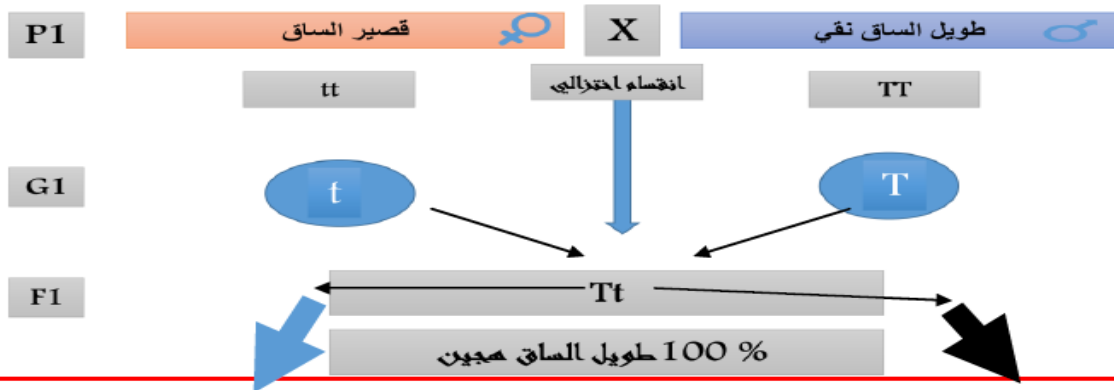 P1
طويل الساق نقي
X
قصير الساق
TT
انقسام اختزالي
tt
G1
T
t
F1
Tt
100 % طويل الساق هجين